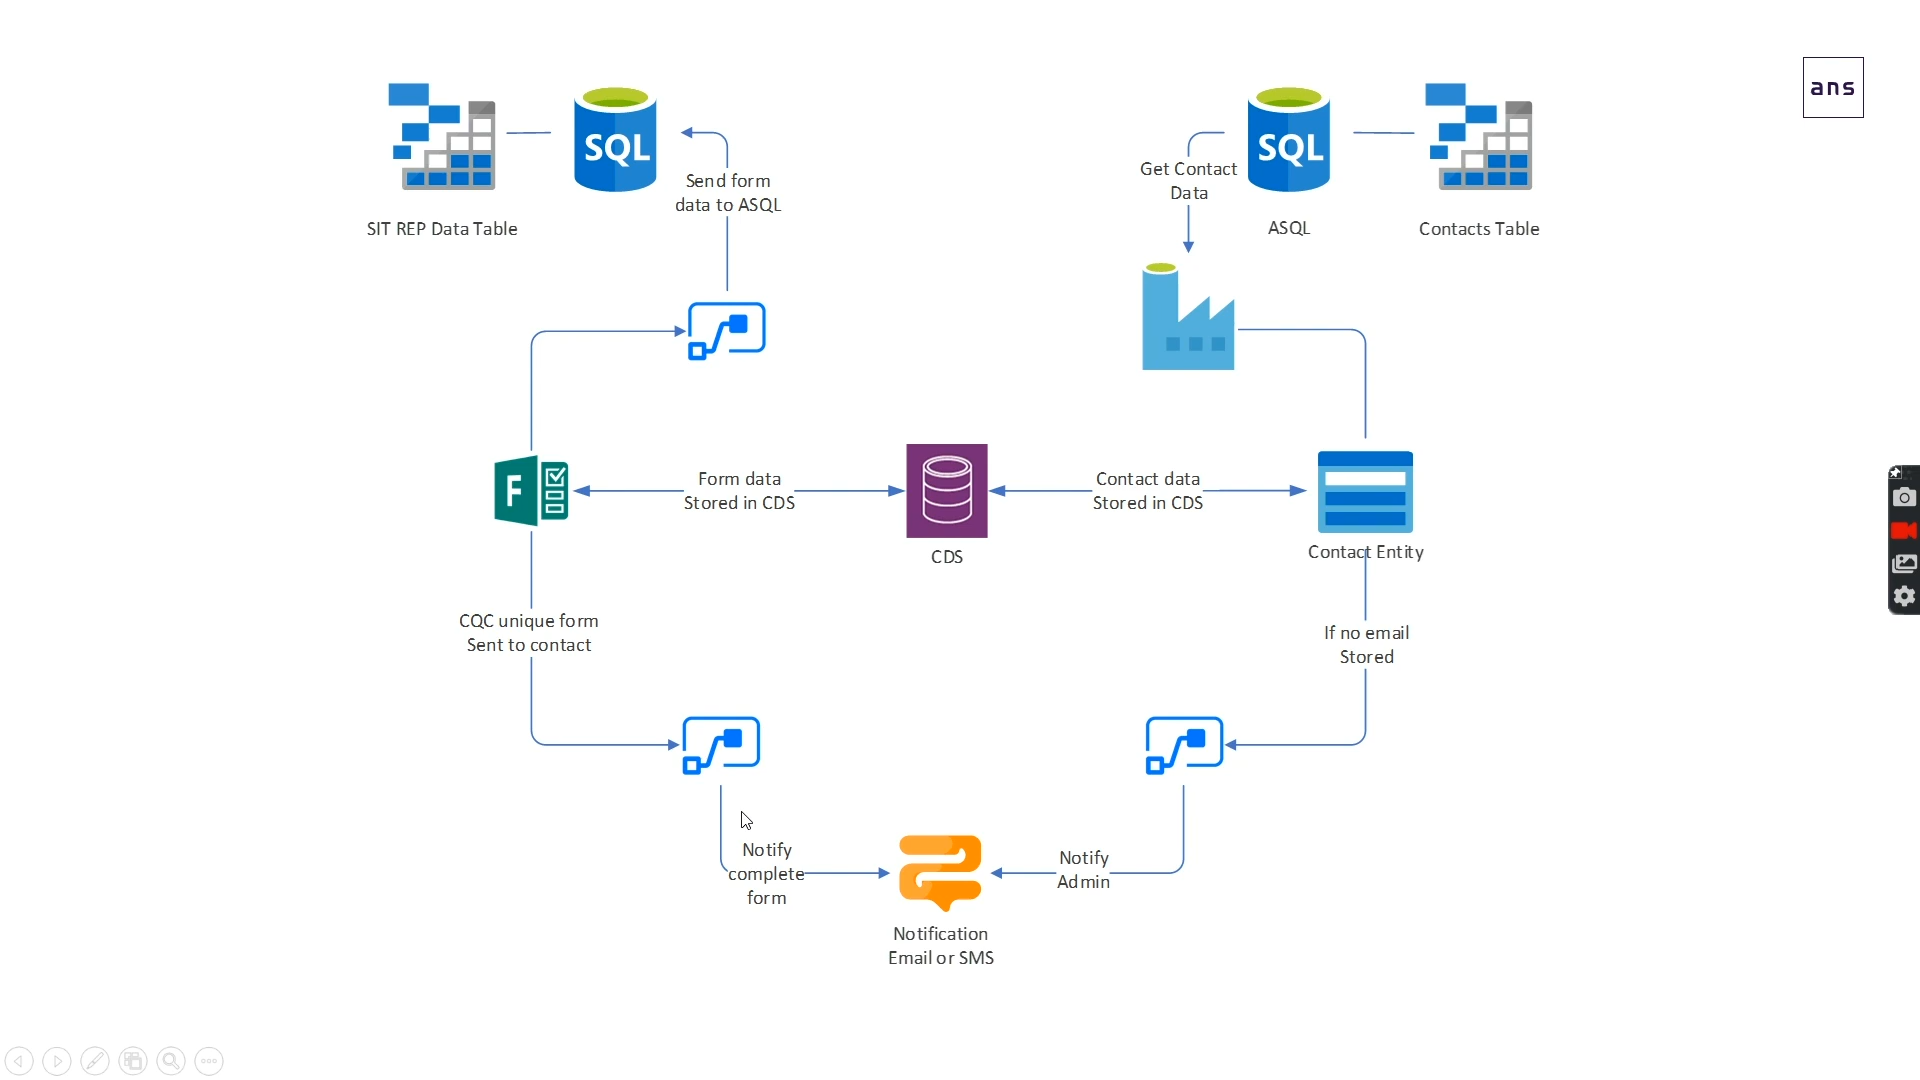 ans
SQL
SQL
Send form
data to ASQL
Get Contact
Data
SIT REP Data Table
ASQL
Contacts Table
F
Form data
Stored in CDS
Contact data
Stored in CDS
CDS
Contact Entity
CQC unique form
Sent to contact
If no email
Stored
Notify
complete
form
Notify
Admin
Notification
Email or SMS